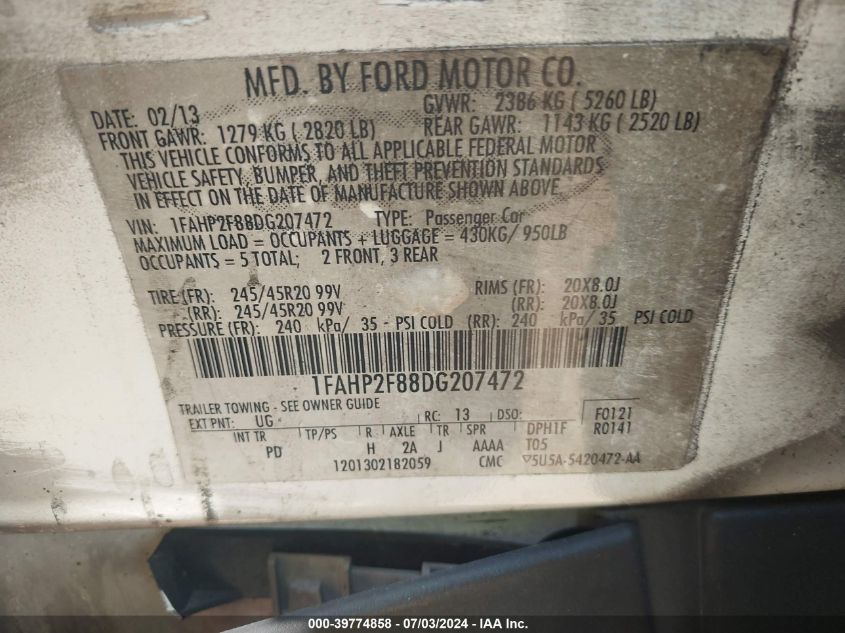 MFD. BY FORD MOTOR CO.
DATE: 02/13 GVWR: 2386 KG ( 5260 LB)
FRONT GAWR: 1279 KG ( 2820 LB) REAR GAWR: 1143 KG ( 2520 LB)
THIS VEHICLE CONFORMS TO ALL APPLICABLE FEDERAL MOTOR
VEHICLE SAFETY, BUMPER, AND THEFT PREVENTION STANDARDS
IN EFFECT ON THE DATE OF MANUFACTURE SHOWN ABOVE.
VIN: 1FAHP2F88DG207472 TYPE: Passenger Car
MAXIMUM LOAD = OCCUPANTS + LUGGAGE = 430KG/ 950LB
OCCUPANTS = 5 TOTAL; 2 FRONT, 3 REAR
TIRE (FR): 245/45R20 99V RIMS (FR): 20X8.0J
(RR): 245/45R20 99V (RR): 20X8.0J
PRESSURE (FR): 240 kPa/ 35 - PSI COLD (RR): 240 kPa/ 35 PSI COLD
1FAHP2F88DG207472
TRAILER TOWING - SEE OWNER GUIDE
EXT PNT: UG RC: 13 DSO: F0121
INT TR TP/PS R AXLE TR SPR DPH1F R0141
PD H 2A J AAAA T05
1201302182059 CMC ▽5U5A-5420472-AA
1200-39774858 / 07/03/2024 - IAA Inc.